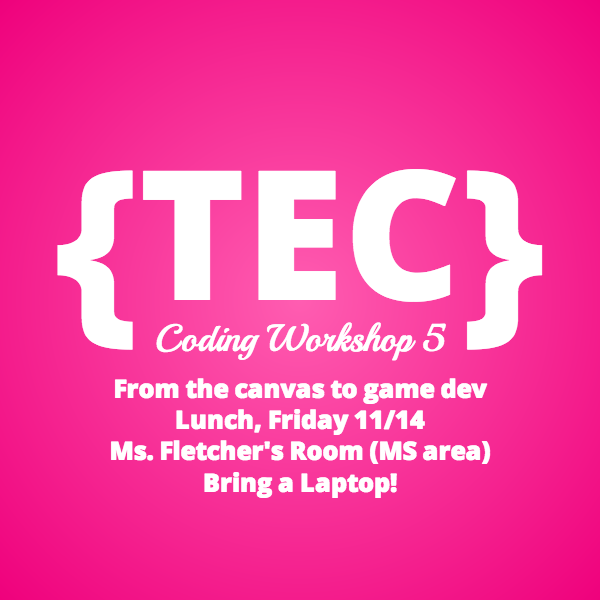 {TEC}
Coding Workshop 5
From the canvas to game dev
Lunch, Friday 11/14
Ms. Fletcher's Room (MS area)
Bring a Laptop!